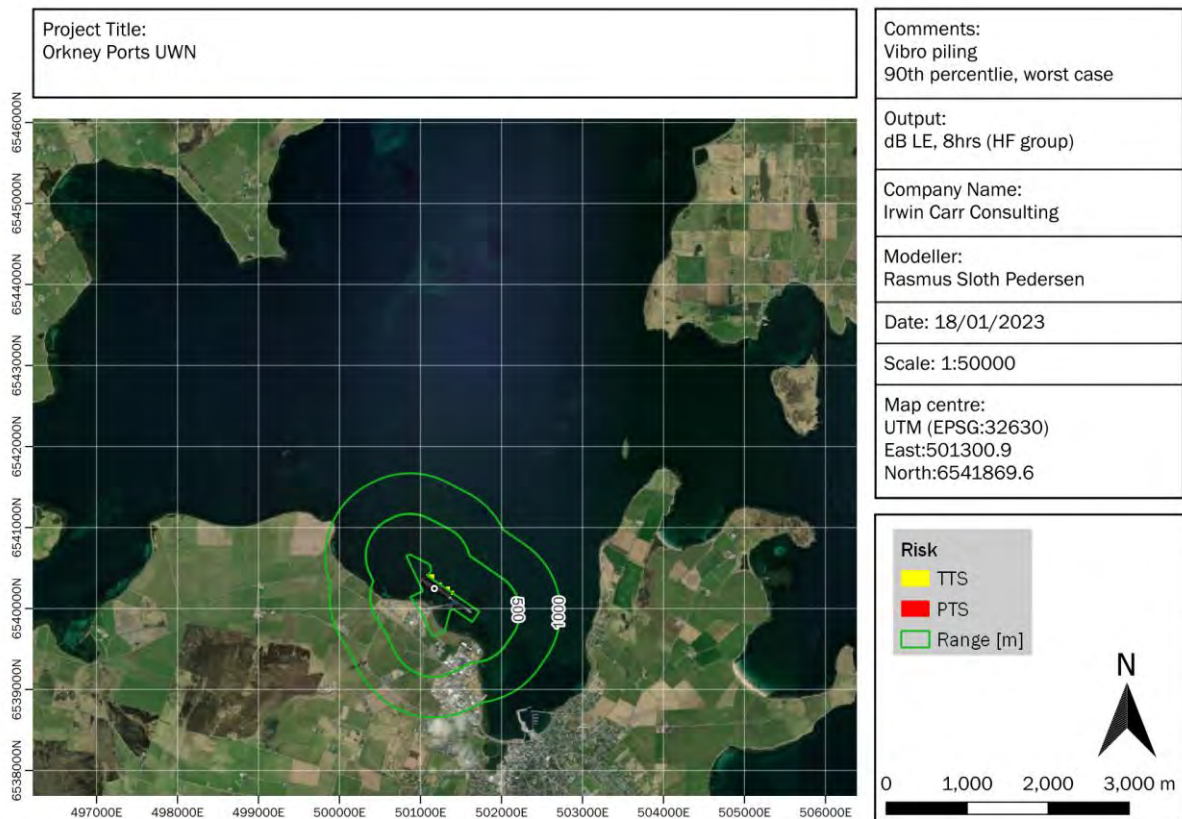 Project Title:
Orkney Ports UWN
Comments:
Vibro piling
90th percentlie, worst case
Output:
dB LE, 8hrs (HF group)
Company Name:
Irwin Carr Consulting
Modeller:
Rasmus Sloth Pedersen
Date: 18/01/2023
Scale: 1:50000
Map centre:
UTM (EPSG:32630)
East:501300.9
North:6541869.6
6546000N
6545000N
6544000N
6543000N
6542000N
6541000N
6540000N
6539000N
6538000N
500
1000
497000E
498000E
499000E
500000E
501000E
502000E
503000E
504000E
505000E
506000E
Risk
TTS
PTS
Range [m]
N
0 1,000 2,000 3,000 m